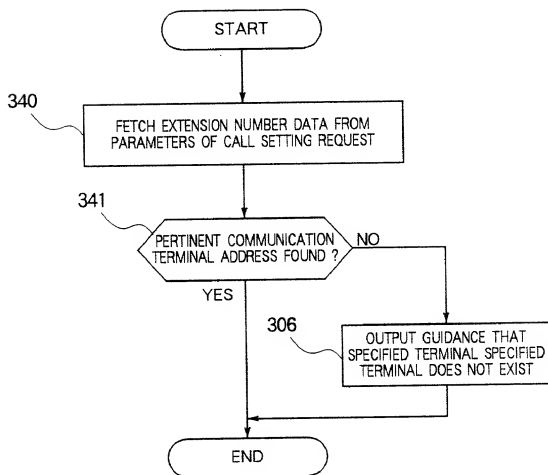 START
340
FETCH EXTENSION NUMBER DATA FROM
PARAMETERS OF CALL SETTING REQUEST
341
PERTINENT COMMUNICATION
TERMINAL ADDRESS FOUND ?
NO
YES
306
OUTPUT GUIDANCE THAT
SPECIFIED TERMINAL SPECIFIED
TERMINAL DOES NOT EXIST
END